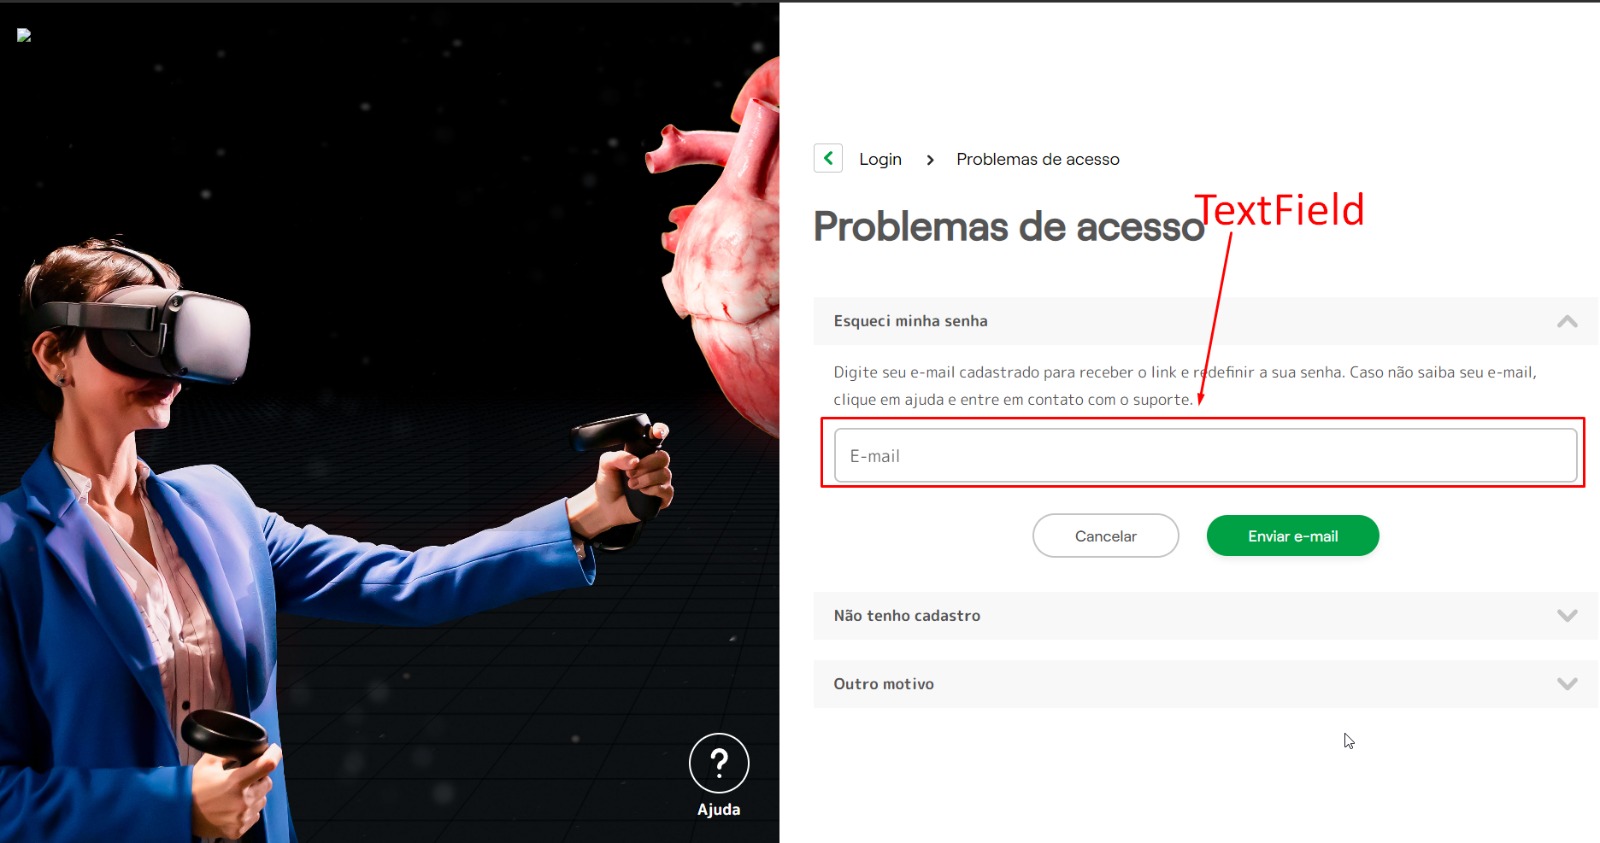 Login > Problemas de acesso
TextField
Problemas de acesso
Esqueci minha senha
Digite seu e-mail cadastrado para receber o link e redefinir a sua senha. Caso não saiba seu e-mail,
clique em ajuda e entre em contato com o suporte.
E-mail
Cancelar
Enviar e-mail
Não tenho cadastro
Outro motivo
?
Ajuda